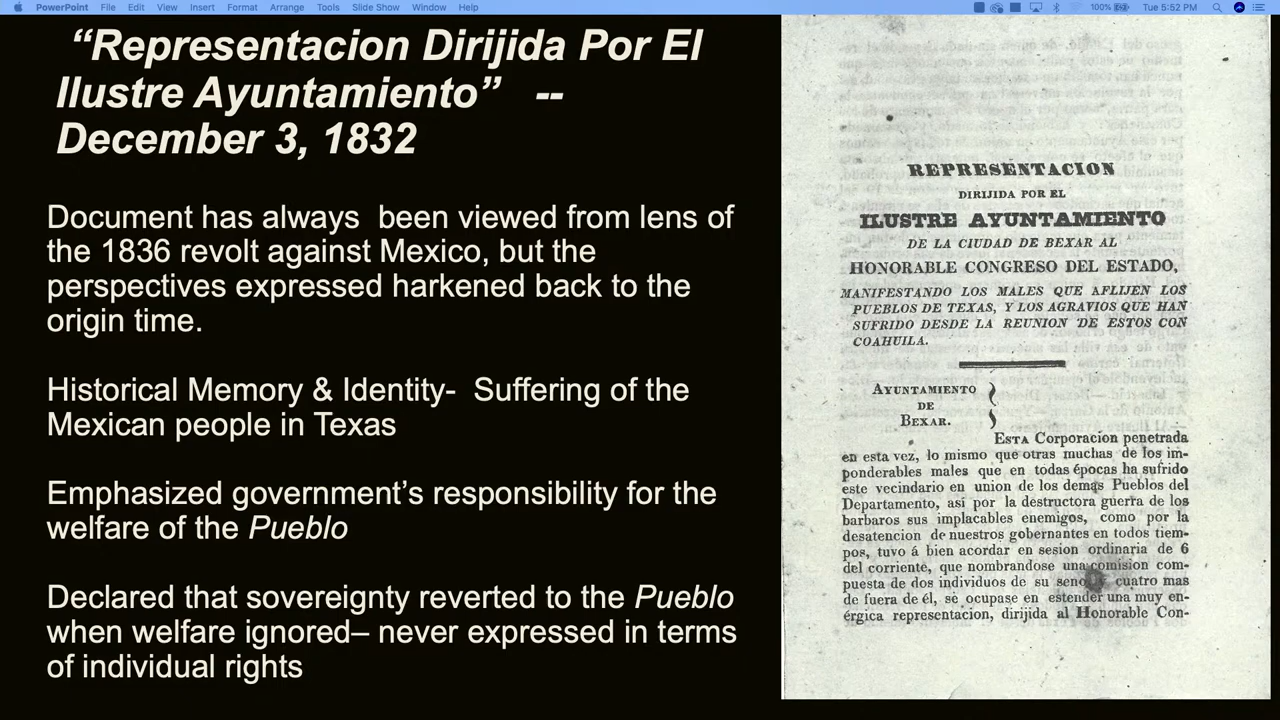 PowerPoint File Edit View Insert Format Arrange Tools Slide Show Window Help 100% Tue 5:52 PM
“Representacion Dirijida Por El
Ilustre Ayuntamiento” --
December 3, 1832
Document has always been viewed from lens of
the 1836 revolt against Mexico, but the
perspectives expressed harkened back to the
origin time.
Historical Memory & Identity- Suffering of the
Mexican people in Texas
Emphasized government’s responsibility for the
welfare of the Pueblo
Declared that sovereignty reverted to the Pueblo
when welfare ignored– never expressed in terms
of individual rights
REPRESENTACION
DIRIJIDA POR EL
ILUSTRE AYUNTAMIENTO
DE LA CIUDAD DE BEXAR AL
HONORABLE CONGRESO DEL ESTADO,
MANIFESTANDO LOS MALES QUE AFLIJEN LOS
PUEBLOS DE TEXAS, Y LOS AGRAVIOS QUE HAN
SUFRIDO DESDE LA REUNION DE ESTOS CON
COAHUILA.
AYUNTAMIENTO
DE
BEXAR.
ESTA Corporacion penetrada
en esta vez, lo mismo que otras muchas de los im-
ponderables males que en todas épocas ha sufrido
este vecindario en union de los demas Pueblos del
Departamento, asi por la destructora guerra de los
barbaros sus implacables enemigos, como por la
desatencion de nuestros gobernantes en todos tiem-
pos, tuvo á bien acordar en sesion ordinaria de 6
del corriente, que nombrandose una comision com-
puesta de dos individuos de su seno y cuatro mas
de fuera de él, se ocupase en estender una muy en-
érgica representacion, dirijida al Honorable Con-